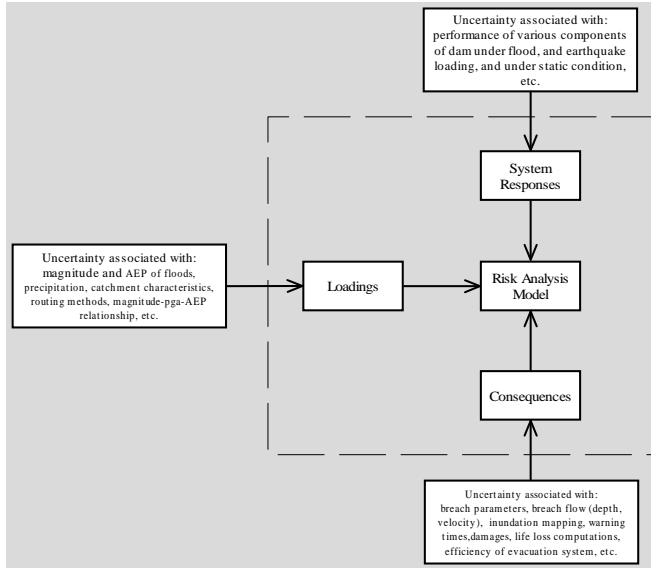 Uncertainty associated with:
performance of various components
of dam under flood, and earthquake
loading, and under static condition,
etc.
System
Responses
Uncertainty associated with:
magnitude and AEP of floods,
precipitation, catchment characteristics,
routing methods, magnitude-pga-AEP
relationship, etc.
Loadings
Risk Analysis
Model
Consequences
Uncertainty associated with:
breach parameters, breach flow (depth,
velocity), inundation mapping, warning
times,damages, life loss computations,
efficiency of evacuation system, etc.